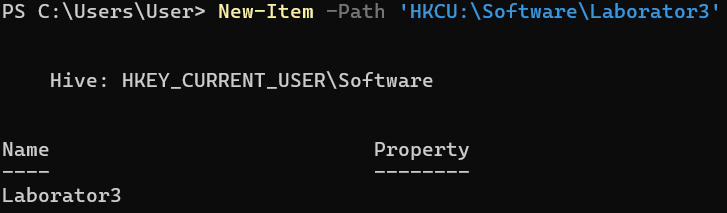 PS C:\Users\User> New-Item -Path 'HKCU:\Software\Laborator3'
Hive: HKEY_CURRENT_USER\Software
Name                           Property
----                           --------
Laborator3